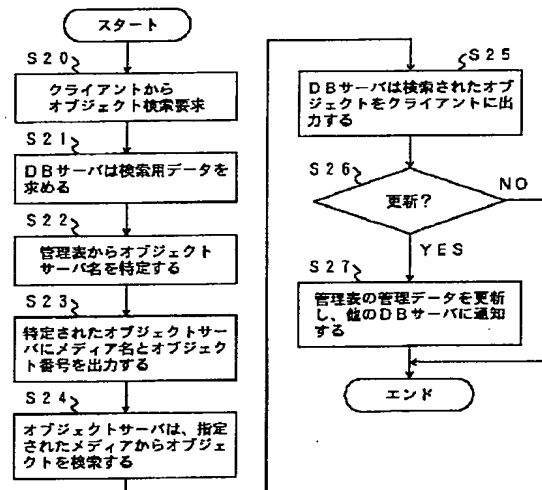 スタート
S20
クライアントから
オブジェクト検索要求
S21
DBサーバは検索用データを
求める
S22
管理表からオブジェクト
サーバ名を特定する
S23
特定されたオブジェクトサーバ
にメディア名とオブジェク
ト番号を出力する
S24
オブジェクトサーバは、指定
されたメディアからオブジェ
クトを検索する
S25
DBサーバは検索されたオブ
ジェクトをクライアントに出
力する
S26
更新?
NO
YES
S27
管理表の管理データを更新
し、他のDBサーバに通知
する
エンド